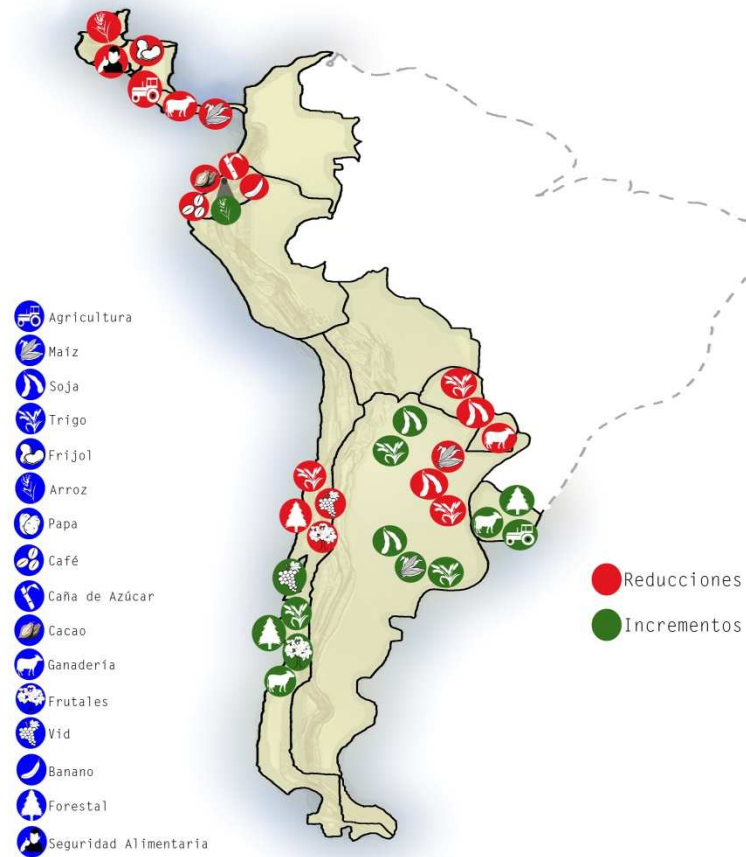 Agricultura
Maíz
Soja
Trigo
Frijol
Arroz
Papa
Café
Caña de Azúcar
Cacao
Ganadería
Frutales
Vid
Banano
Forestal
Seguridad Alimentaria
Reducciones
Incrementos